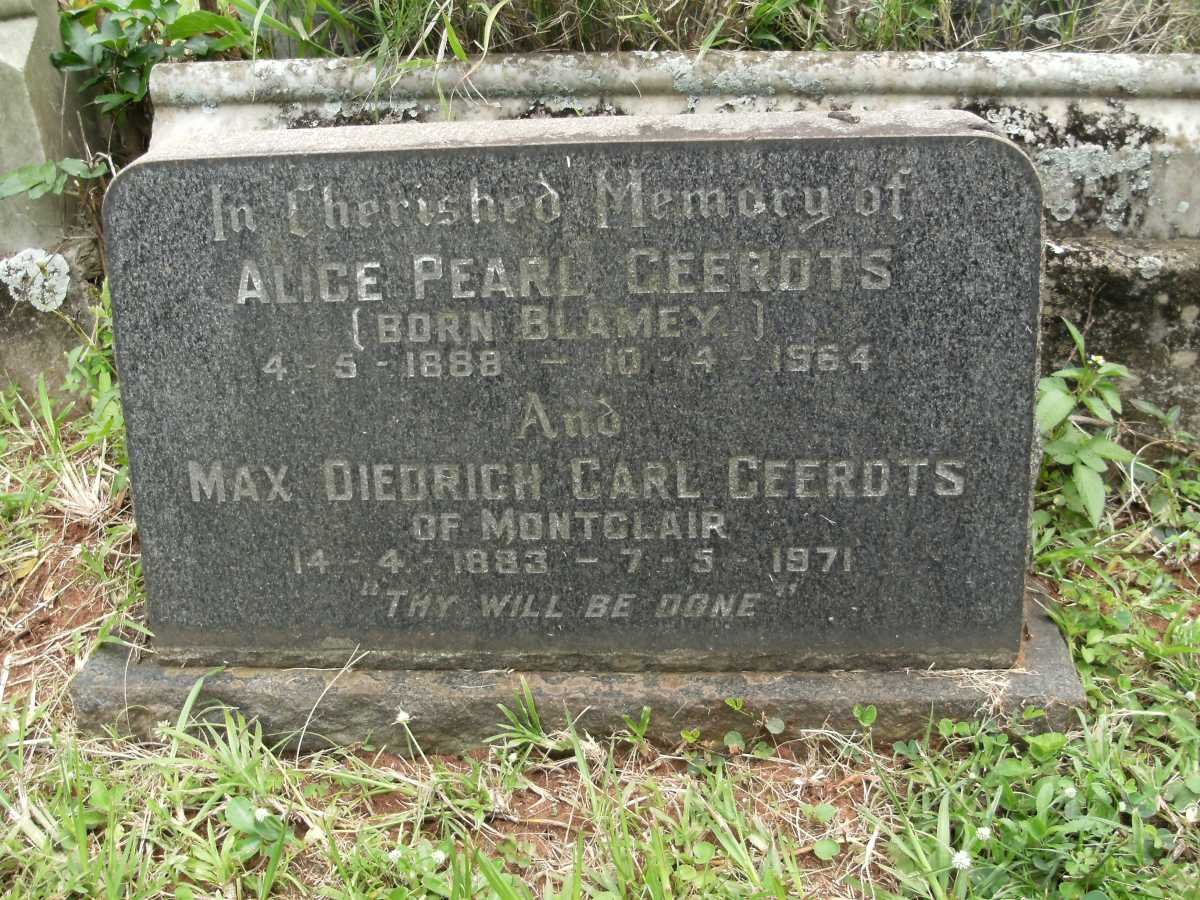 In Cherished Memory of
ALICE PEARL GEERDTS
(BORN BLAMEY)
4 - 5 - 1888 - 10 - 4 - 1964
And
MAX DIEDRICH CARL GEERDTS
OF MONTCLAIR
14 - 4 - 1883 - 7 - 5 - 1971
"THY WILL BE DONE"